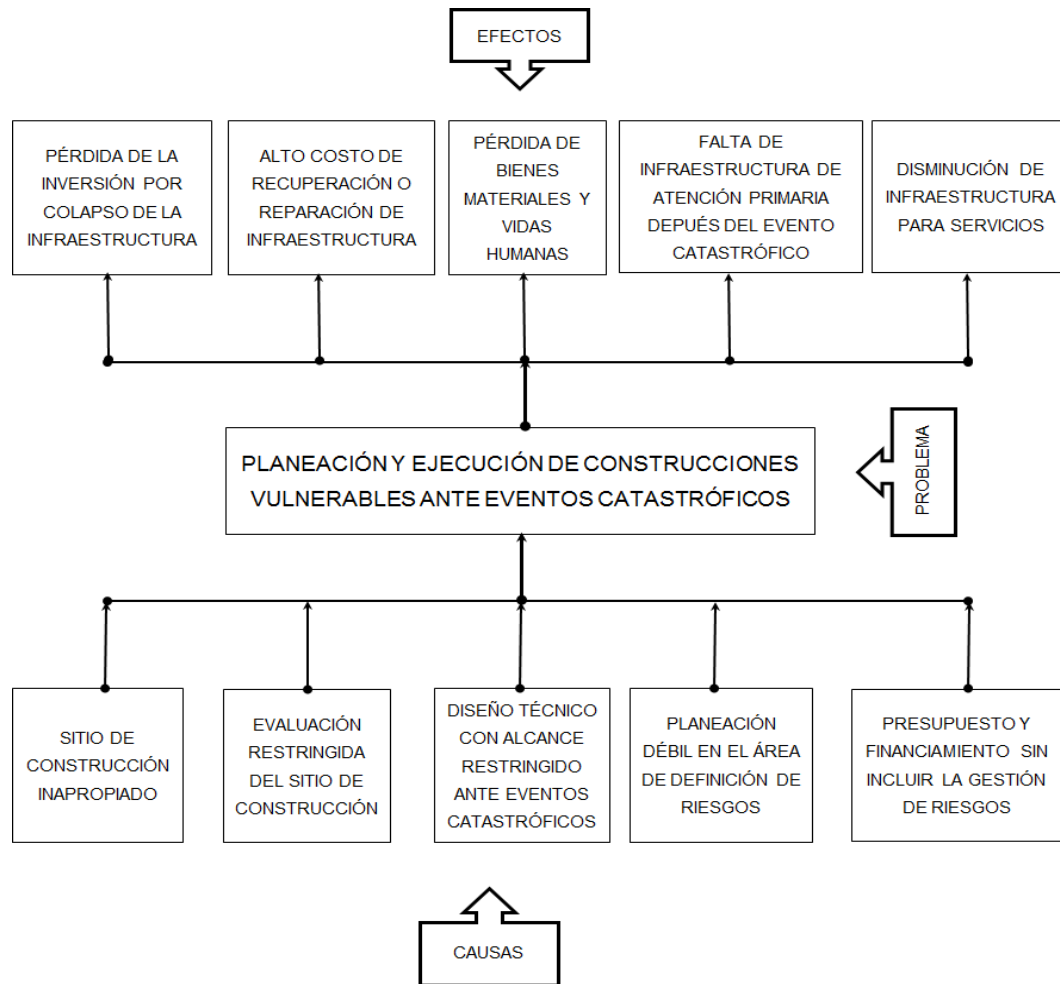 EFECTOS
PÉRDIDA DE LA
INVERSIÓN POR
COLAPSO DE LA
INFRAESTRUCTURA
ALTO COSTO DE
RECUPERACIÓN O
REPARACIÓN DE
INFRAESTRUCTURA
PÉRDIDA DE
BIENES
MATERIALES Y
VIDAS
HUMANAS
FALTA DE
INFRAESTRUCTURA DE
ATENCIÓN PRIMARIA
DEPUÉS DEL EVENTO
CATASTRÓFICO
DISMINUCIÓN DE
INFRAESTRUCTURA
PARA SERVICIOS
PLANEACIÓN Y EJECUCIÓN DE CONSTRUCCIONES
VULNERABLES ANTE EVENTOS CATASTRÓFICOS
PROBLEMA
SITIO DE
CONSTRUCCIÓN
INAPROPIADO
EVALUACIÓN
RESTRINGIDA
DEL SITIO DE
CONSTRUCCIÓN
DISEÑO TÉCNICO
CON ALCANCE
RESTRINGIDO
ANTE EVENTOS
CATASTRÓFICOS
PLANEACIÓN
DÉBIL EN EL ÁREA
DE DEFINICIÓN DE
RIESGOS
PRESUPUESTO Y
FINANCIAMIENTO SIN
INCLUIR LA GESTIÓN
DE RIESGOS
CAUSAS